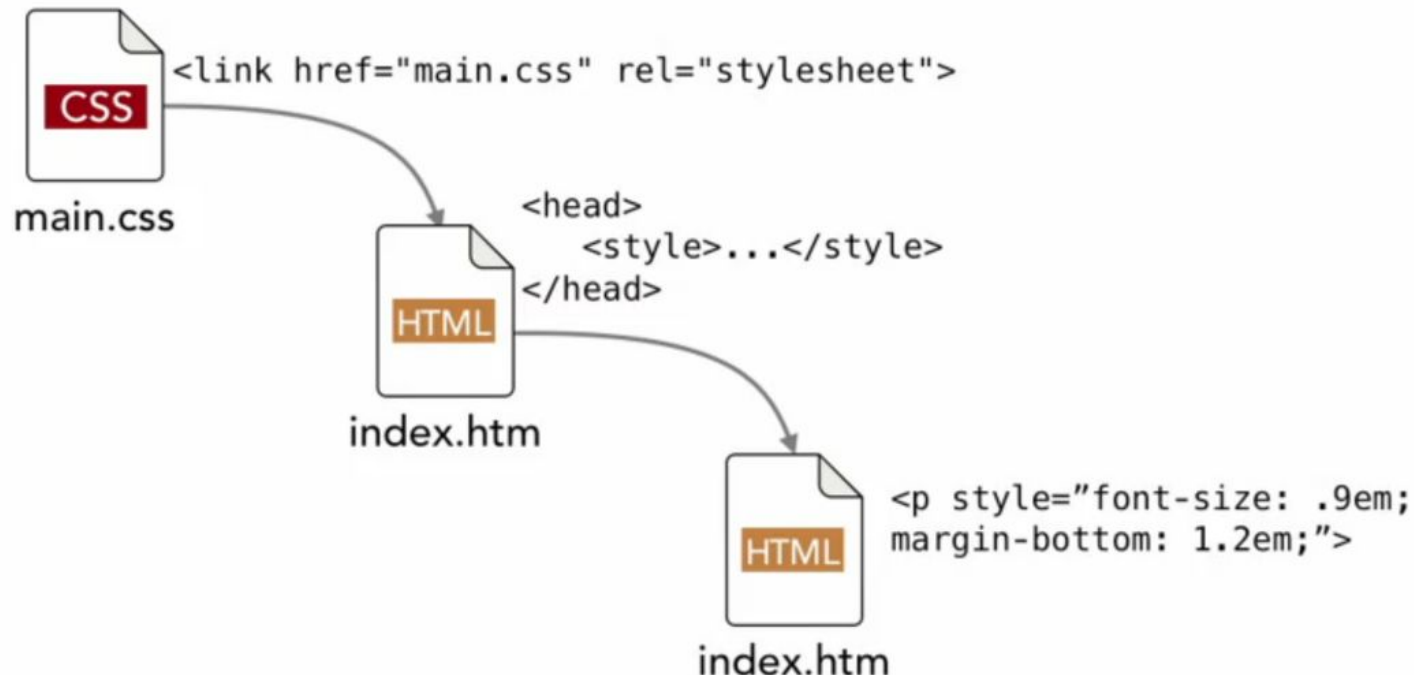 <link href="main.css" rel="stylesheet">
CSS
main.css
<head>
<style>...</style>
</head>
HTML
index.htm
<p style=”font-size: .9em;
margin-bottom: 1.2em;”>
HTML
index.htm